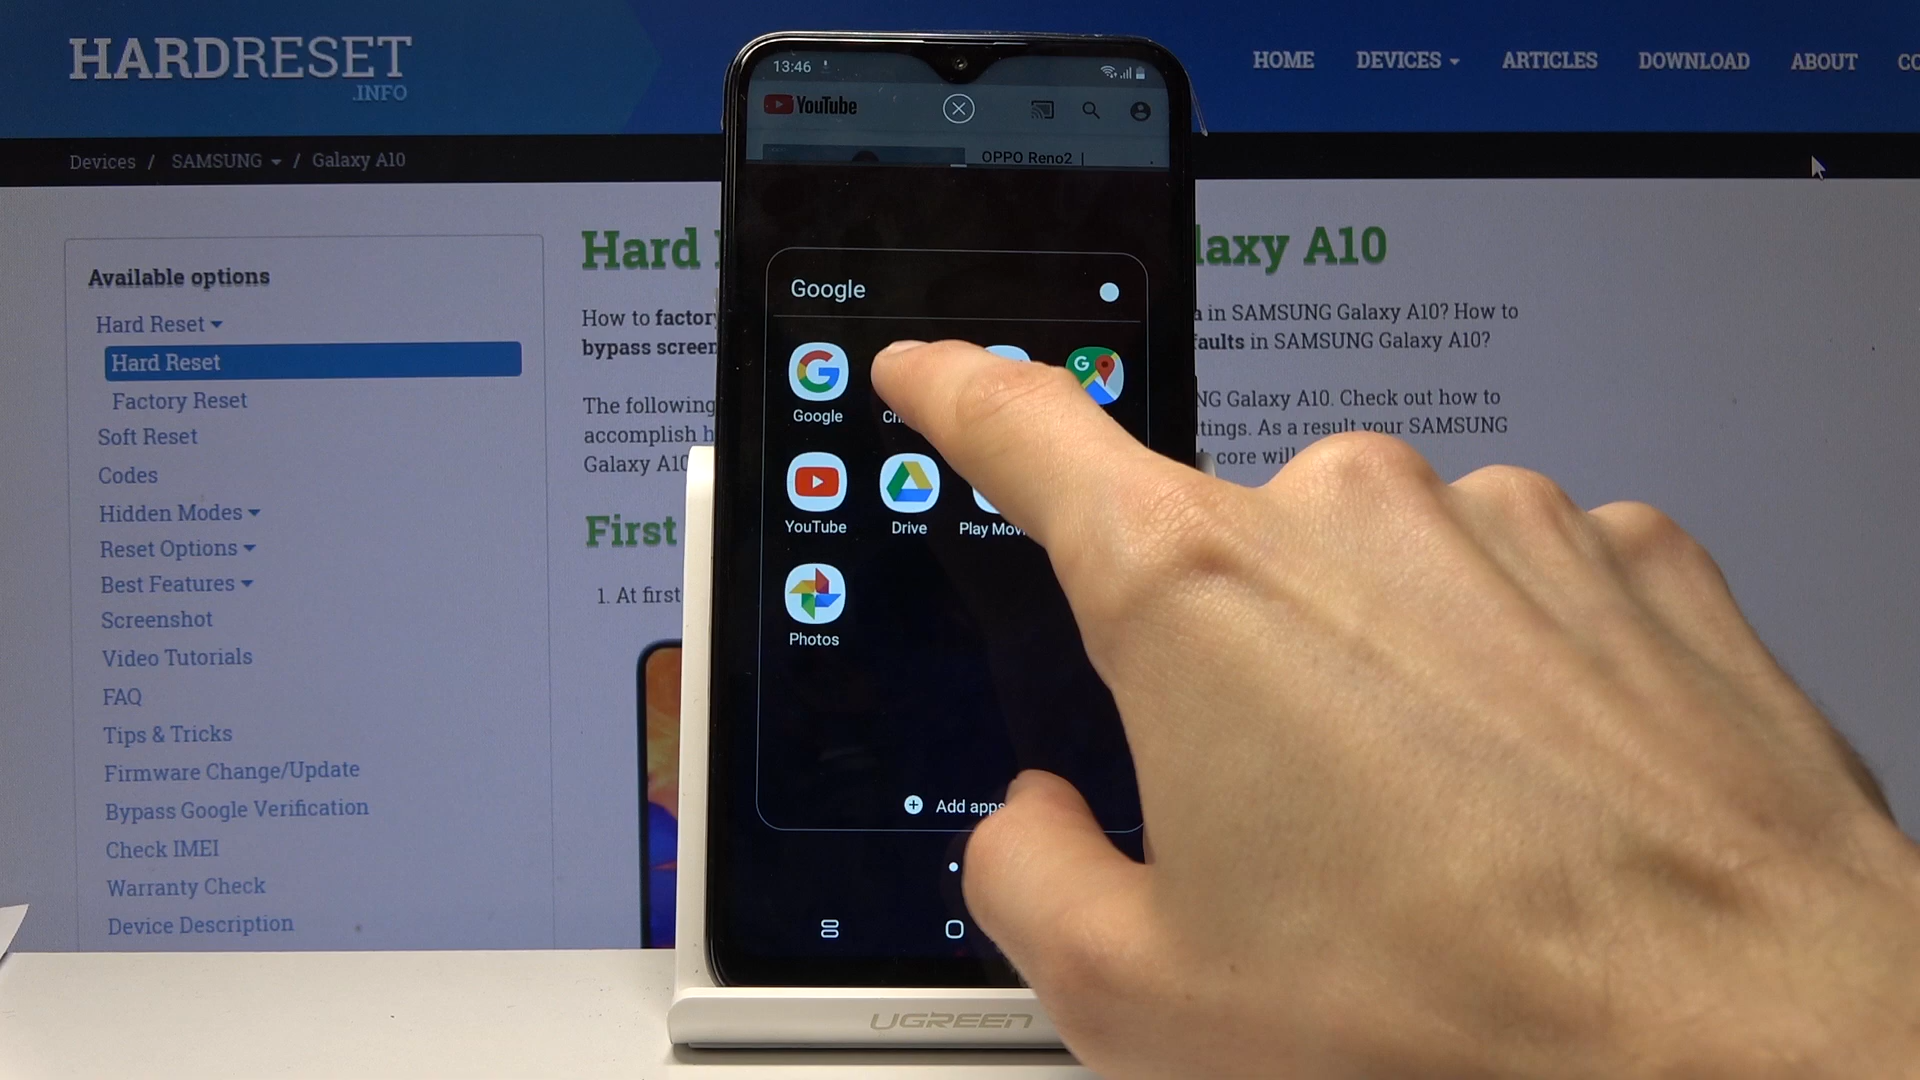 HARDRESET
.INFO
HOME DEVICES ARTICLES DOWNLOAD ABOUT
Devices / SAMSUNG / Galaxy A10
Available options
Hard Reset
Hard Reset
Factory Reset
Soft Reset
Codes
Hidden Modes
Reset Options
Best Features
Screenshot
Video Tutorials
FAQ
Tips & Tricks
Firmware Change/Update
Bypass Google Verification
Check IMEI
Warranty Check
Device Description
Hard
laxy A10
How to factor
bypass screen
in SAMSUNG Galaxy A10? How to
faults in SAMSUNG Galaxy A10?
The following
accomplish h
Galaxy A10
NG Galaxy A10. Check out how to
tings. As a result your SAMSUNG
core will
First
1. At first
13:46
YouTube
OPPO Reno2 |
Google
Google
Ch
YouTube
Drive
Play Mov
Photos
Add apps
UGREEN